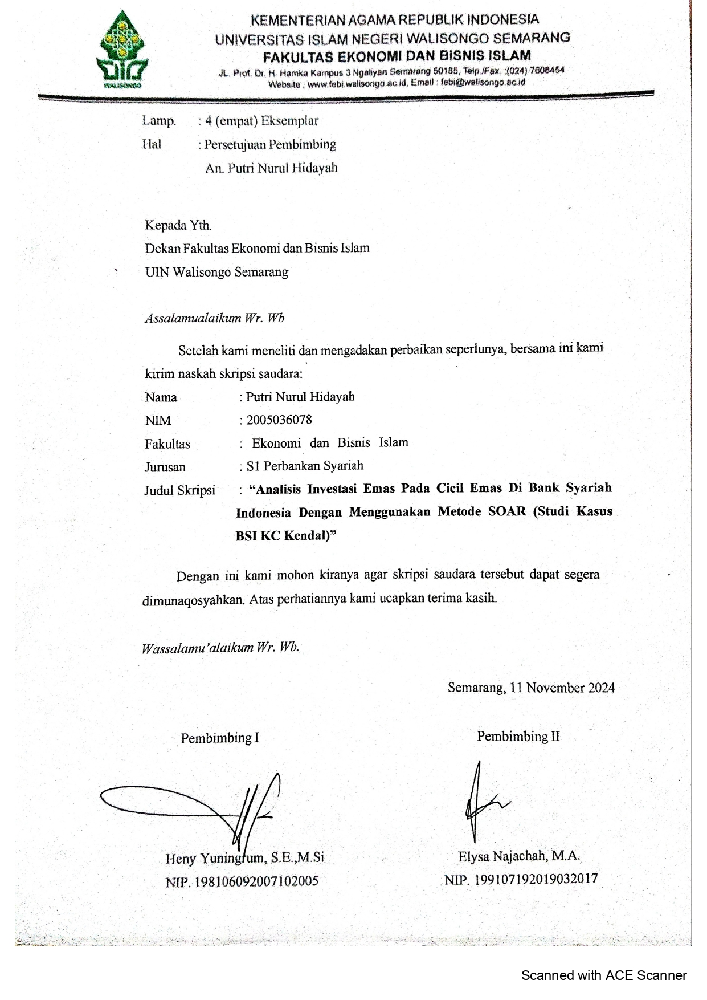 KEMENTERIAN AGAMA REPUBLIK INDONESIA
UNIVERSITAS ISLAM NEGERI WALISONGO SEMARANG
FAKULTAS EKONOMI DAN BISNIS ISLAM
JL. Prof. Dr. H. Hamka Kampus 3 Ngaliyan Semarang 50185, Telp./Fax. :(024) 7608454
Website : www.febi.walisongo.ac.id, Email : febi@walisongo.ac.id
UIN
WALISONGO
Lamp. : 4 (empat) Eksemplar
Hal : Persetujuan Pembimbing
An. Putri Nurul Hidayah
Kepada Yth.
Dekan Fakultas Ekonomi dan Bisnis Islam
UIN Walisongo Semarang
Assalamualaikum Wr. Wb
Setelah kami meneliti dan mengadakan perbaikan seperlunya, bersama ini kami
kirim naskah skripsi saudara:
Nama : Putri Nurul Hidayah
NIM : 2005036078
Fakultas : Ekonomi dan Bisnis Islam
Jurusan : S1 Perbankan Syariah
Judul Skripsi : “Analisis Investasi Emas Pada Cicil Emas Di Bank Syariah
Indonesia Dengan Menggunakan Metode SOAR (Studi Kasus
BSI KC Kendal)”
Dengan ini kami mohon kiranya agar skripsi saudara tersebut dapat segera
dimunaqosyahkan. Atas perhatiannya kami ucapkan terima kasih.
Wassalamu’alaikum Wr. Wb.
Semarang, 11 November 2024
Pembimbing I
Pembimbing II
Heny Yuningrum, S.E.,M.Si
Elysa Najachah, M.A.
NIP. 198106092007102005
NIP. 199107192019032017
Scanned with ACE Scanner